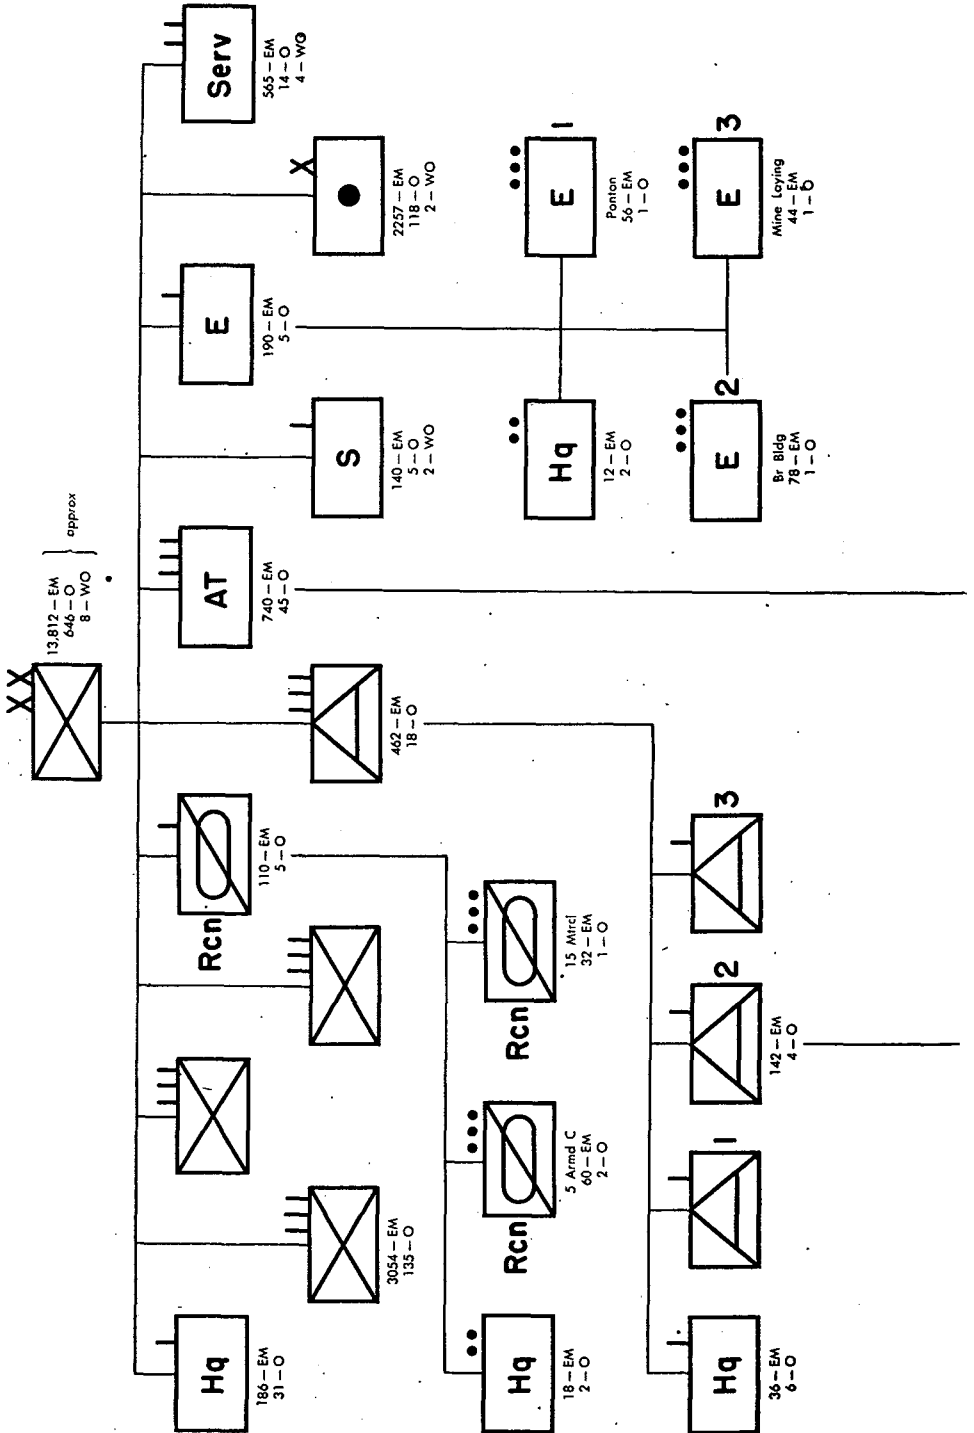 13,812 – EM
646 – O
8 – WO
approx
Hq
186 – EM
31 – O
3054 – EM
135 – O
Rcn
110 – EM
5 – O
462 – EM
18 – O
AT
740 – EM
45 – O
S
140 – EM
5 – O
2 – WO
E
190 – EM
5 – O
2257 – EM
118 – O
2 – WO
Serv
565 – EM
14 – O
4 – WO
Hq
18 – EM
2 – O
Rcn
5 Armd C
60 – EM
2 – O
Rcn
15 Mtrcl
32 – EM
1 – O
Hq
12 – EM
2 – O
E 1
Ponton
56 – EM
1 – O
E 2
Br Bldg
78 – EM
1 – O
E 3
Mine Laying
44 – EM
1 – O
Hq
36 – EM
6 – O
1
2
142 – EM
4 – O
3